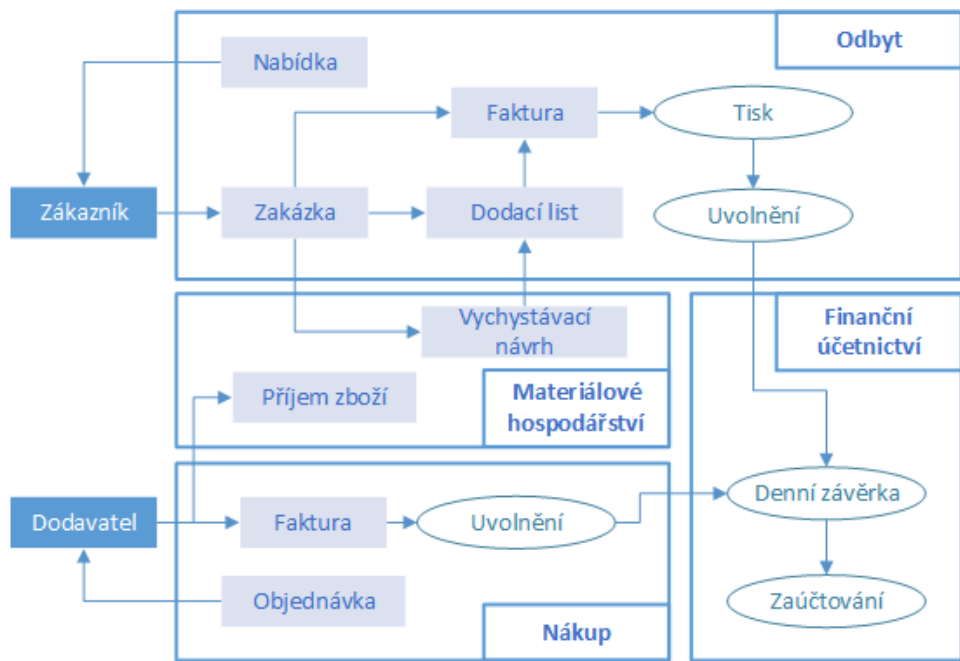 Odbyt
Nabídka
Faktura
Tisk
Zákazník
Zakázka
Dodací list
Uvolnění
Vychystávací
návrh
Finanční
účetnictví
Příjem zboží
Materiálové
hospodářství
Denní závěrka
Dodavatel
Faktura
Uvolnění
Objednávka
Zaúčtování
Nákup